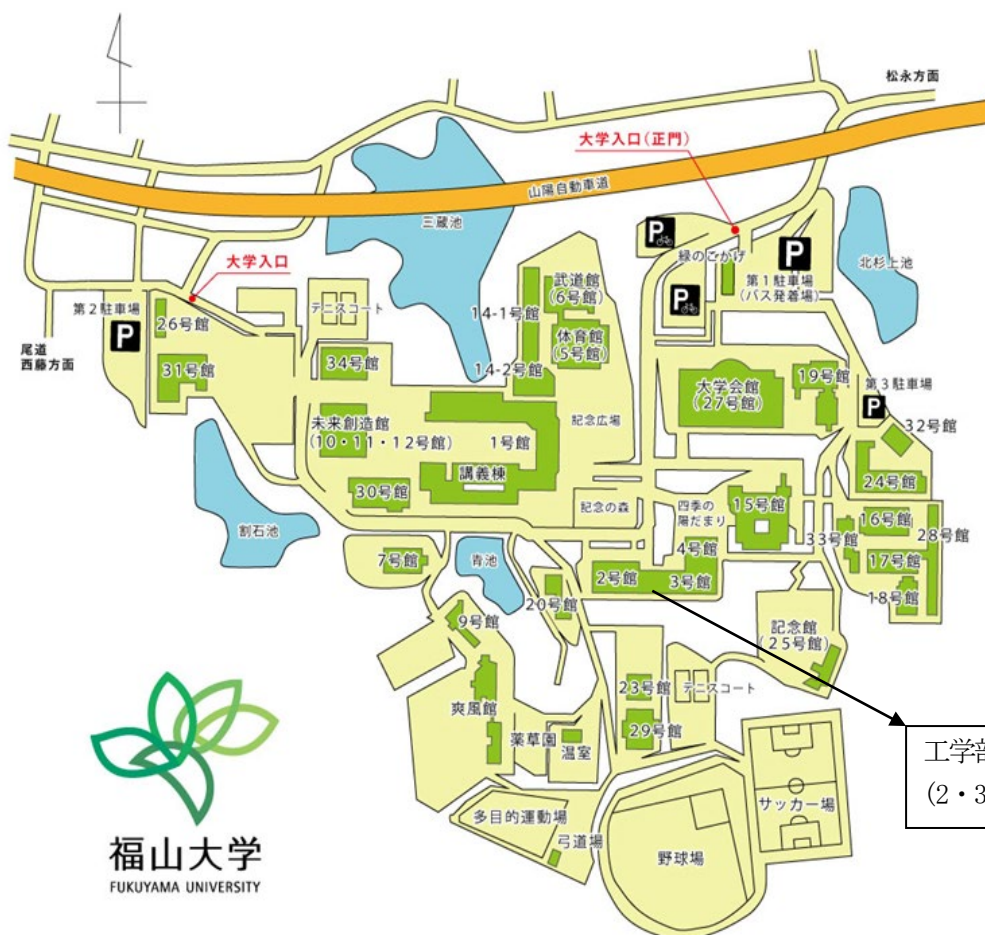 松永方面
大学入口(正門)
山陽自動車道
三蔵池
P
緑のこかげ
P
第1駐車場
(バス発着場)
北杉上池
P
大学入口
第2駐車場
P
26号館
テニスコート
14-1号館
武道館
(6号館)
体育館
(5号館)
尾道
西藤方面
31号館
34号館
14-2号館
大学会館
(27号館)
19号館
第3駐車場
P
32号館
未来創造館
(10・11・12号館)
1号館
記念広場
講義棟
24号館
30号館
記念の森
四季の
陽だまり
15号館
16号館
28号館
割石池
33号館
7号館
青池
4号館
17号館
2号館
3号館
20号館
18号館
9号館
記念館
(25号館)
23号館
テニスコート
爽風館
29号館
薬草園
温室
工学部
(2・3
サッカー場
多目的運動場
弓道場
野球場
福山大学
FUKUYAMA UNIVERSITY